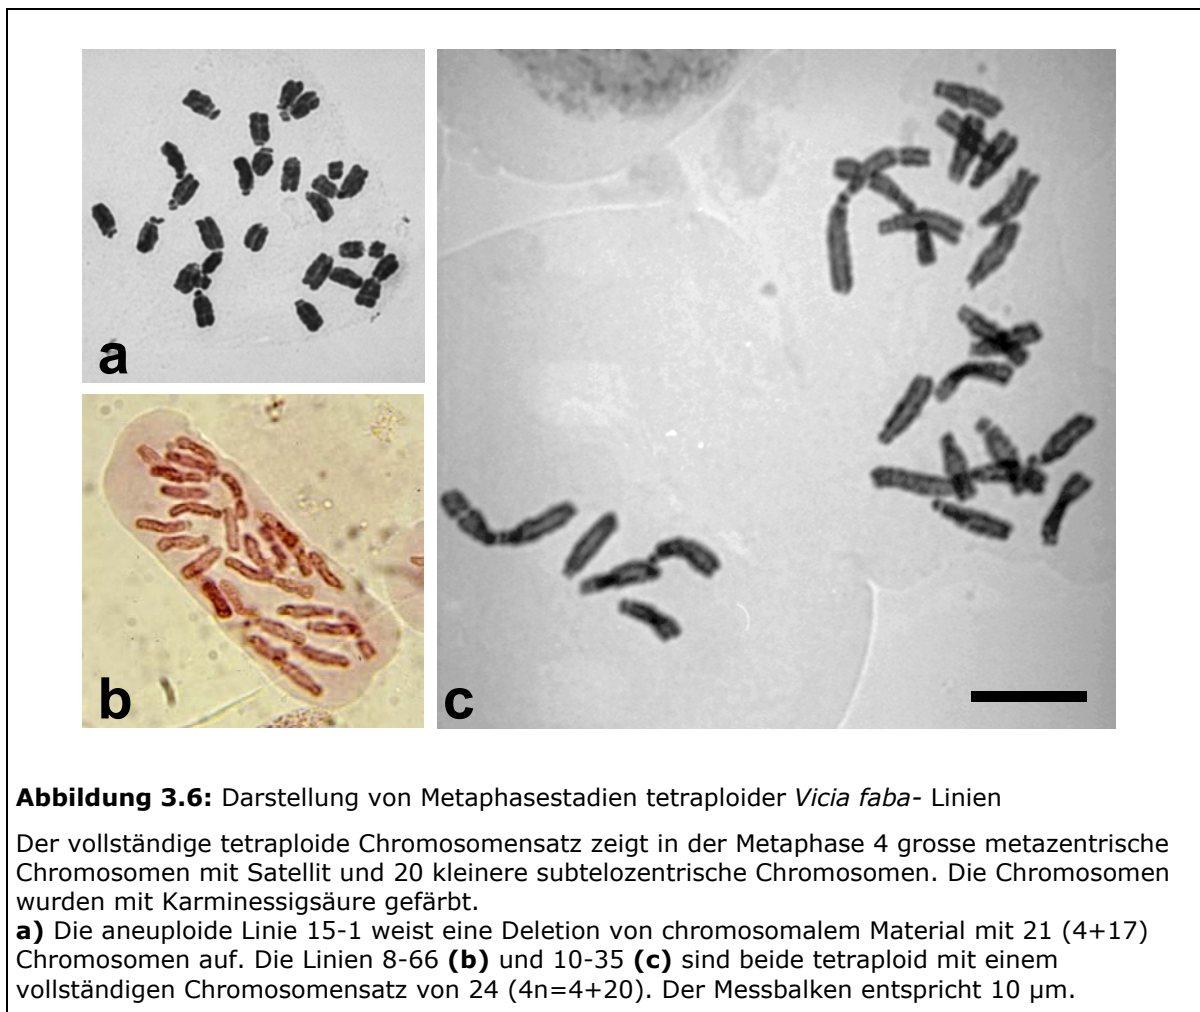 a
b
c
Abbildung 3.6: Darstellung von Metaphasestadien tetraploider Vicia faba- Linien
Der vollständige tetraploide Chromosomensatz zeigt in der Metaphase 4 grosse metazentrische
Chromosomen mit Satellit und 20 kleinere subtelozentrische Chromosomen. Die Chromosomen
wurden mit Karminessigsäure gefärbt.
a) Die aneuploide Linie 15-1 weist eine Deletion von chromosomalem Material mit 21 (4+17)
Chromosomen auf. Die Linien 8-66 (b) und 10-35 (c) sind beide tetraploid mit einem
vollständigen Chromosomensatz von 24 (4n=4+20). Der Messbalken entspricht 10 µm.